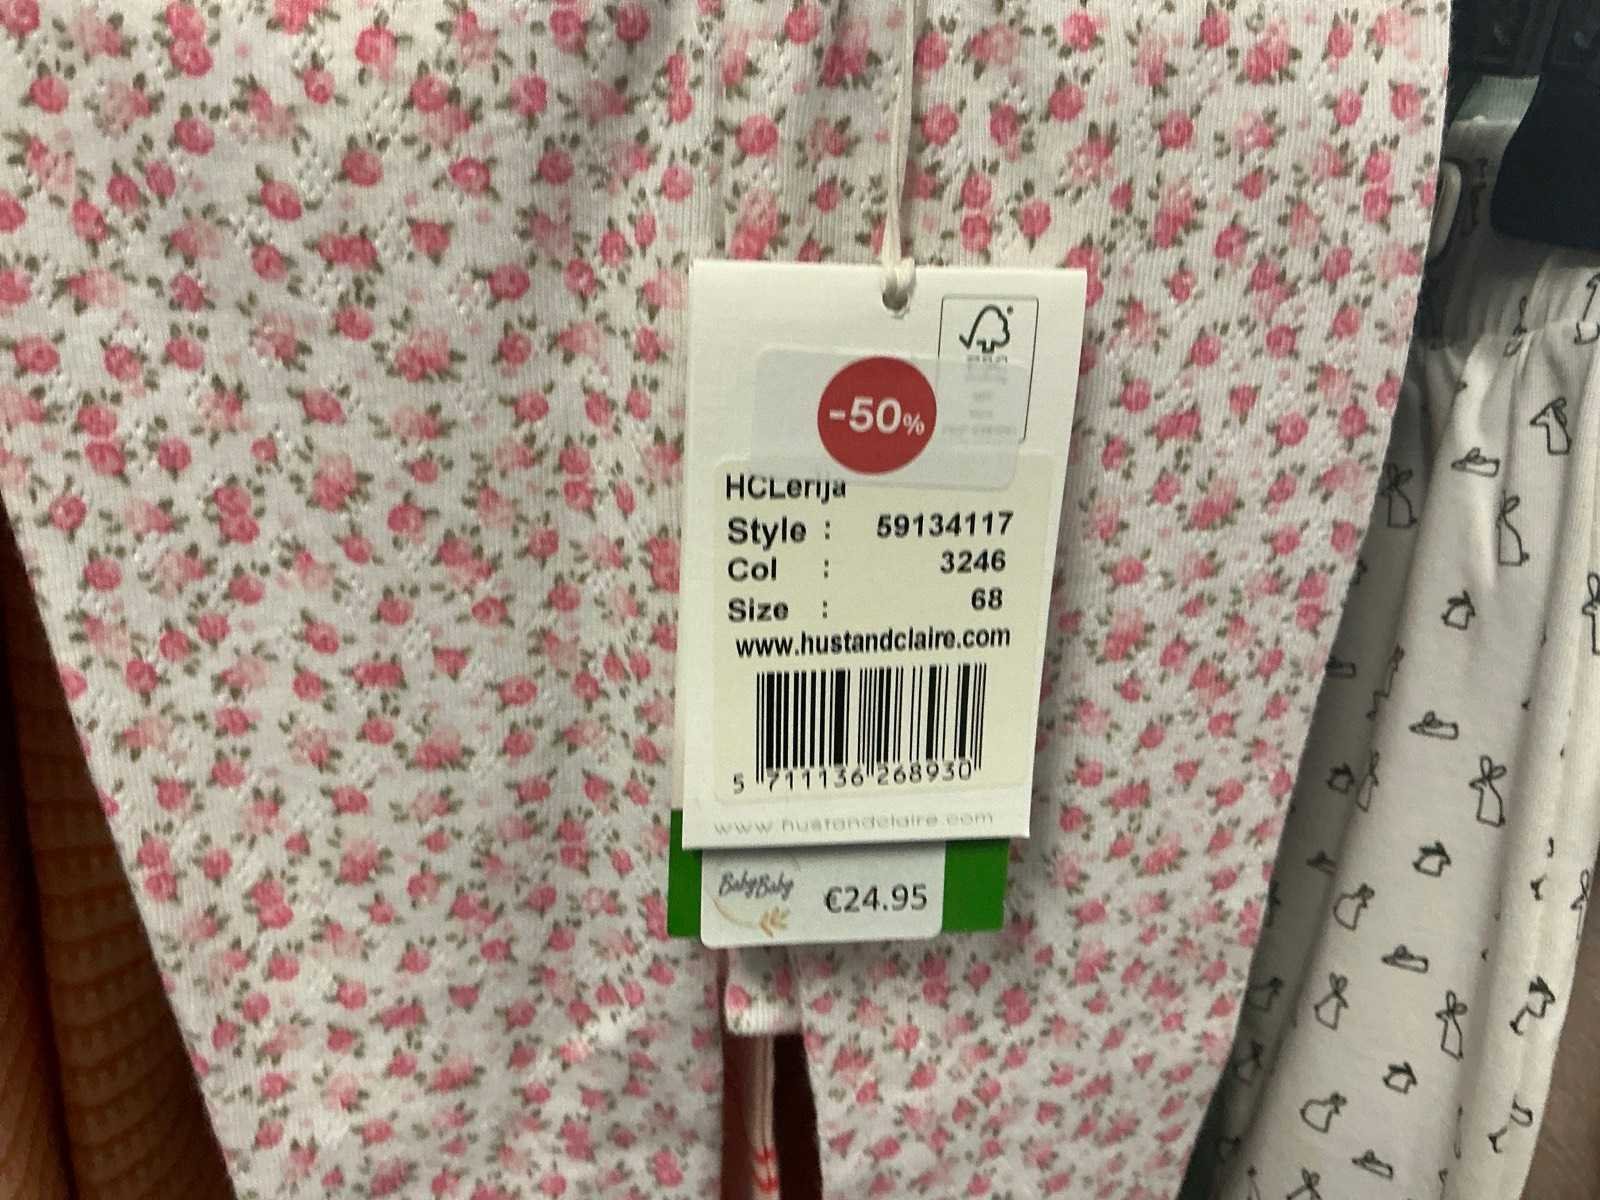 -50%
HCLerija
Style : 59134117
Col : 3246
Size : 68
www.hustandclaire.com
5 711136 268930
www.hustandclaire.com
BabyBaby
€24.95